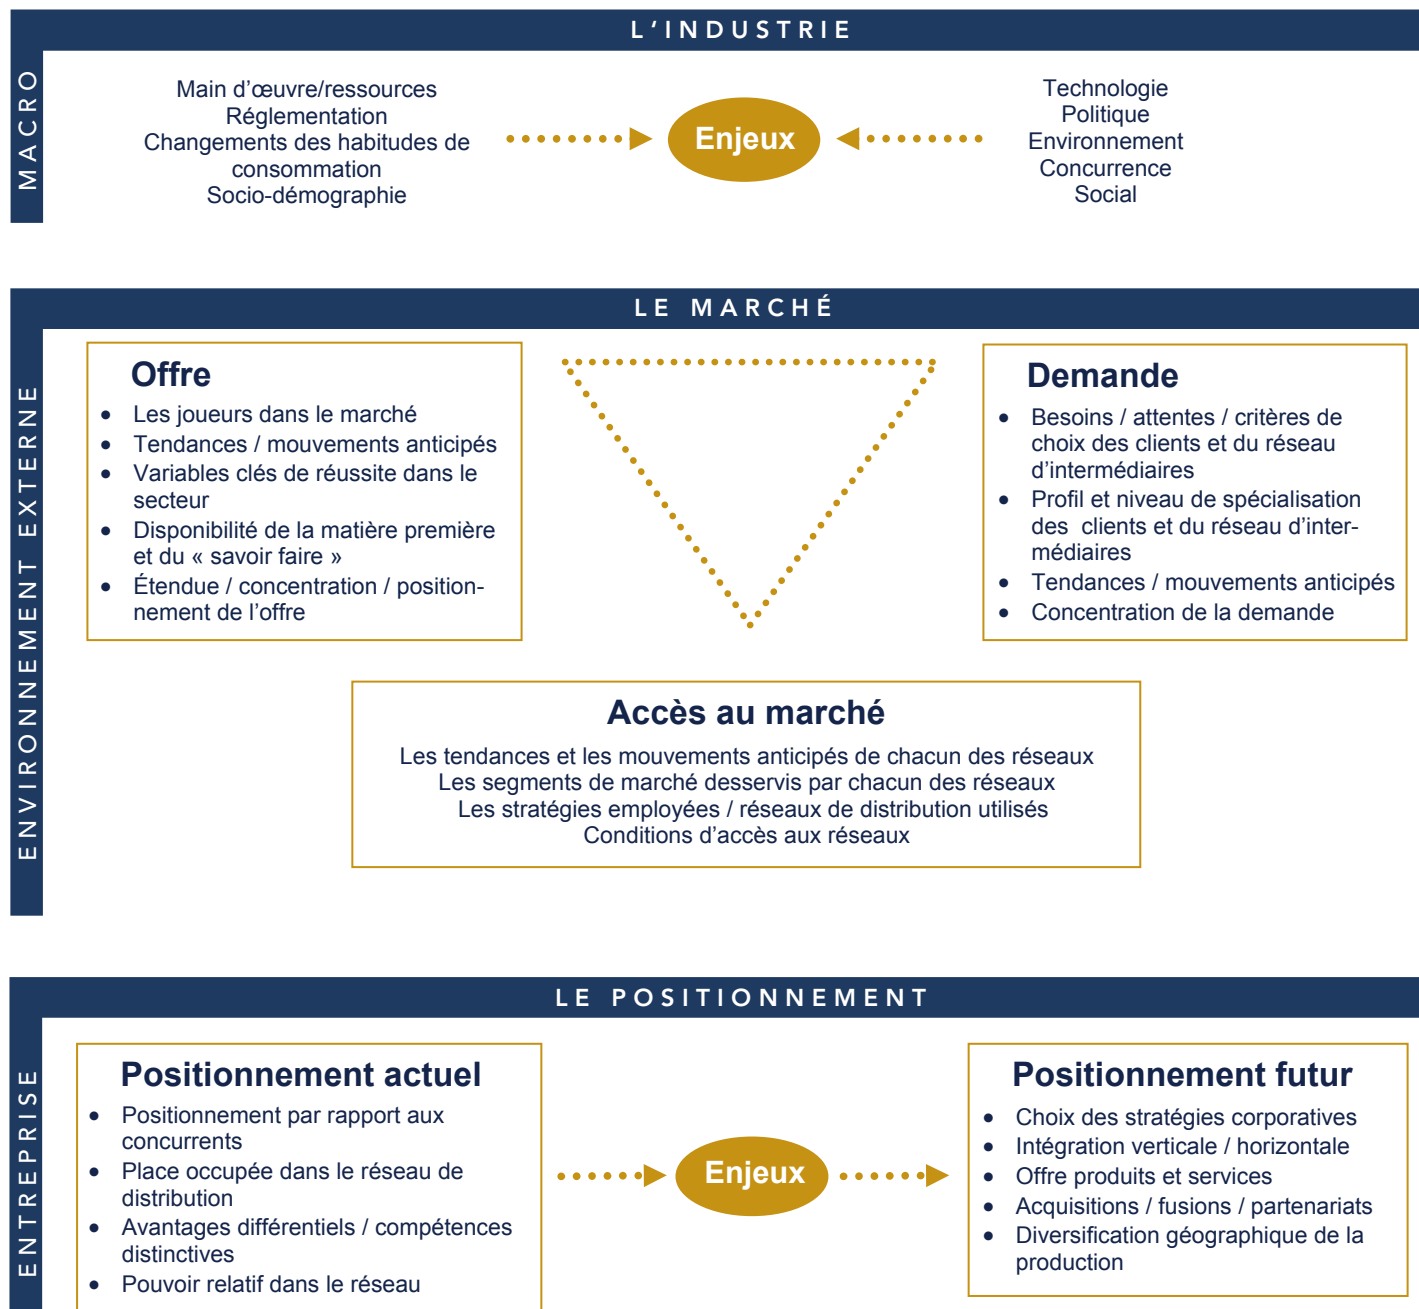 L'INDUSTRIE
MACRO
Main d'œuvre/ressources
Réglementation
Changements des habitudes de
consommation
Socio-démographie
Enjeux
Technologie
Politique
Environnement
Concurrence
Social
LE MARCHÉ
ENVIRONNEMENT EXTERNE
Offre
• Les joueurs dans le marché
• Tendances / mouvements anticipés
• Variables clés de réussite dans le
secteur
• Disponibilité de la matière première
et du « savoir faire »
• Étendue / concentration / position-
nement de l'offre
Demande
• Besoins / attentes / critères de
choix des clients et du réseau
d'intermédiaires
• Profil et niveau de spécialisation
des clients et du réseau d'inter-
médiaires
• Tendances / mouvements anticipés
• Concentration de la demande
Accès au marché
Les tendances et les mouvements anticipés de chacun des réseaux
Les segments de marché desservis par chacun des réseaux
Les stratégies employées / réseaux de distribution utilisés
Conditions d'accès aux réseaux
LE POSITIONNEMENT
ENTREPRISE
Positionnement actuel
• Positionnement par rapport aux
concurrents
• Place occupée dans le réseau de
distribution
• Avantages différentiels / compétences
distinctives
• Pouvoir relatif dans le réseau
Enjeux
Positionnement futur
• Choix des stratégies corporatives
• Intégration verticale / horizontale
• Offre produits et services
• Acquisitions / fusions / partenariats
• Diversification géographique de la
production